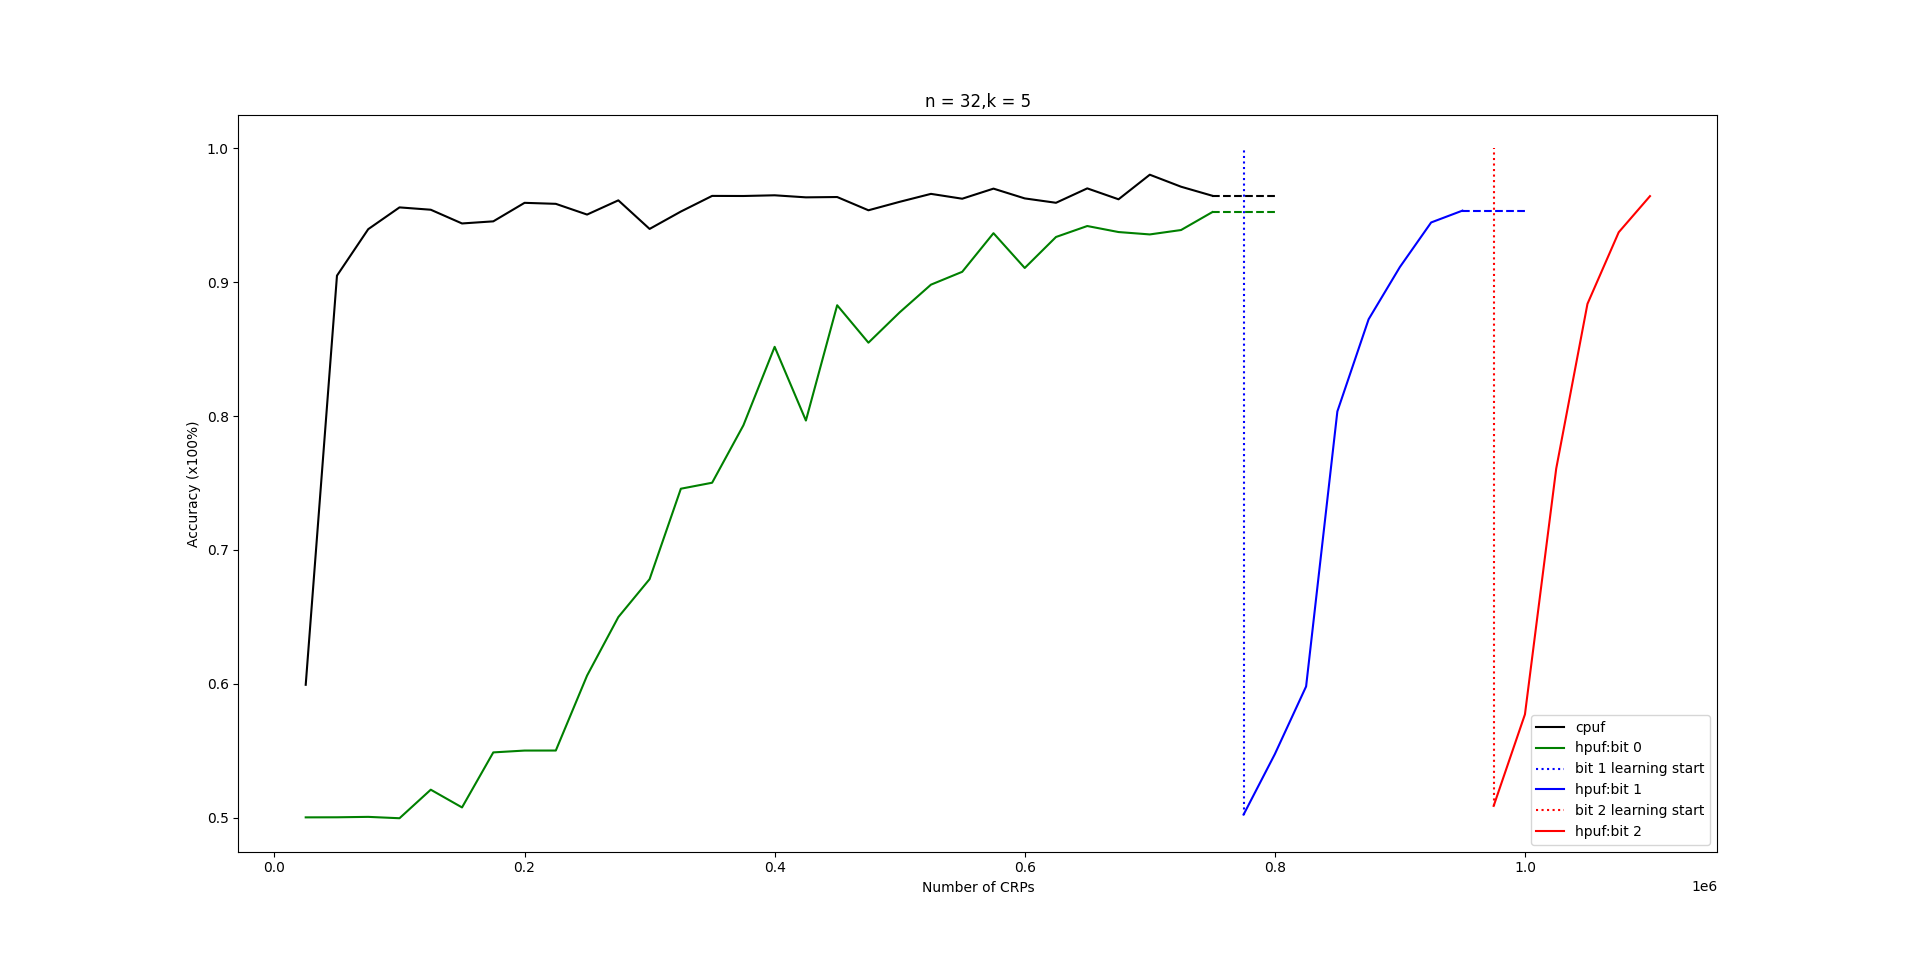 n = 32,k = 5
Accuracy (x100%)
1.0
0.9
0.8
0.7
0.6
0.5
0.0 0.2 0.4 0.6 0.8 1.0
1e6
Number of CRPs
cpuf
hpuf:bit 0
bit 1 learning start
hpuf:bit 1
bit 2 learning start
hpuf:bit 2